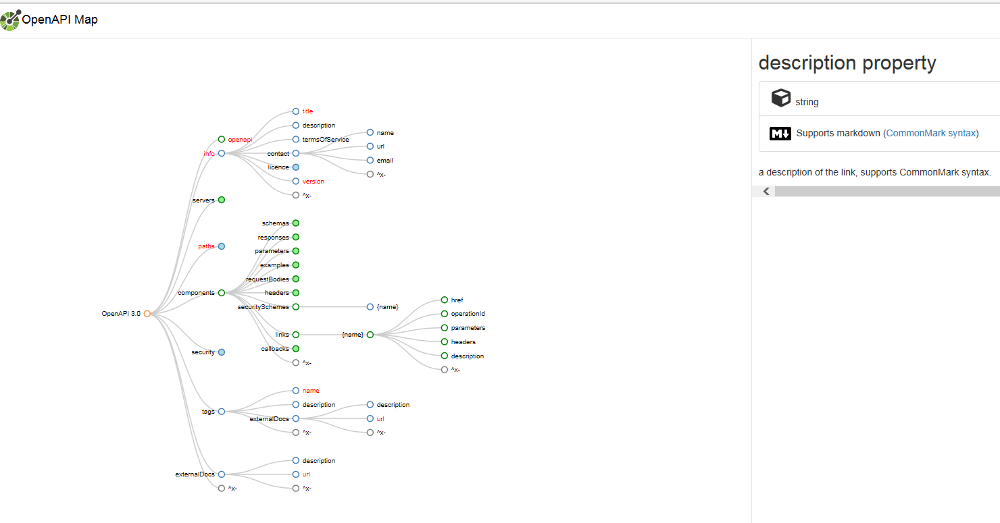 OpenAPI Map
description property
string
Supports markdown (CommonMark syntax)
a description of the link, supports CommonMark syntax.
title
description
name
openapi
termsOfService
url
info
contact
email
licence
^x-
version
^x-
servers
schemas
responses
paths
parameters
examples
requestBodies
components
headers
href
securitySchemes
{name}
OpenAPI 3.0
operationId
parameters
links
{name}
headers
callbacks
security
description
^x-
^x-
name
description
description
tags
externalDocs
url
^x-
^x-
description
externalDocs
url
^x-
^x-